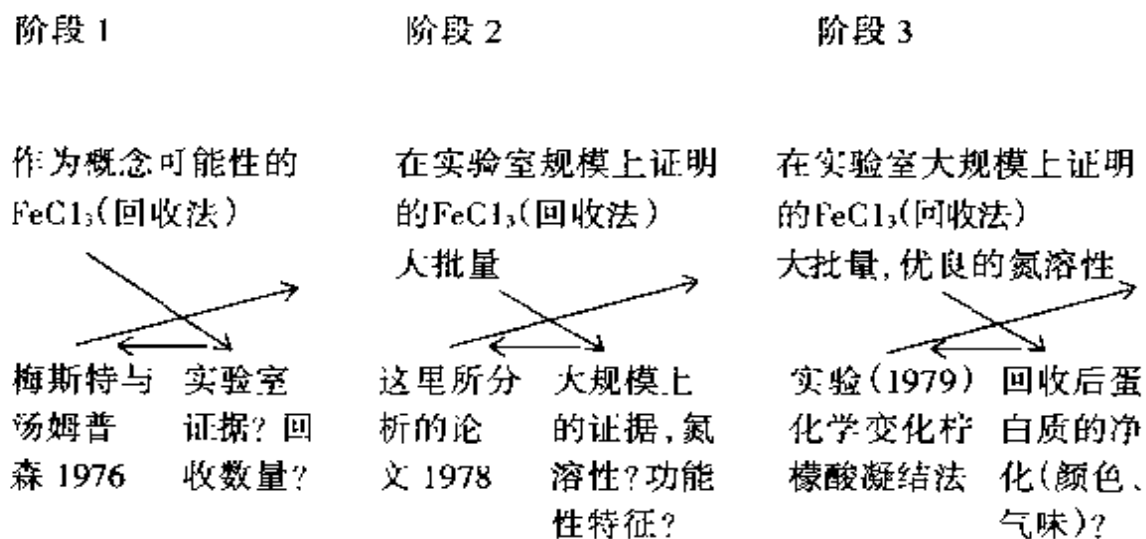 阶段 1
阶段 2
阶段 3
作为概念可能性的
FeCl₃(回收法)
在实验室规模上证明
的FeCl₃(回收法)
大批量
在实验室大规模上证明
的FeCl₃(回收法)
大批量,优良的氮溶性
梅斯特与
汤姆普
森 1976
实验室
证据?回
收数量?
这里所分
析的论
文 1978
大规模上
的证据,氮
溶性?功能
性特征?
实验(1979)
化学变化柠
檬酸凝结法
回收后蛋
白质的净
化(颜色、
气味)?